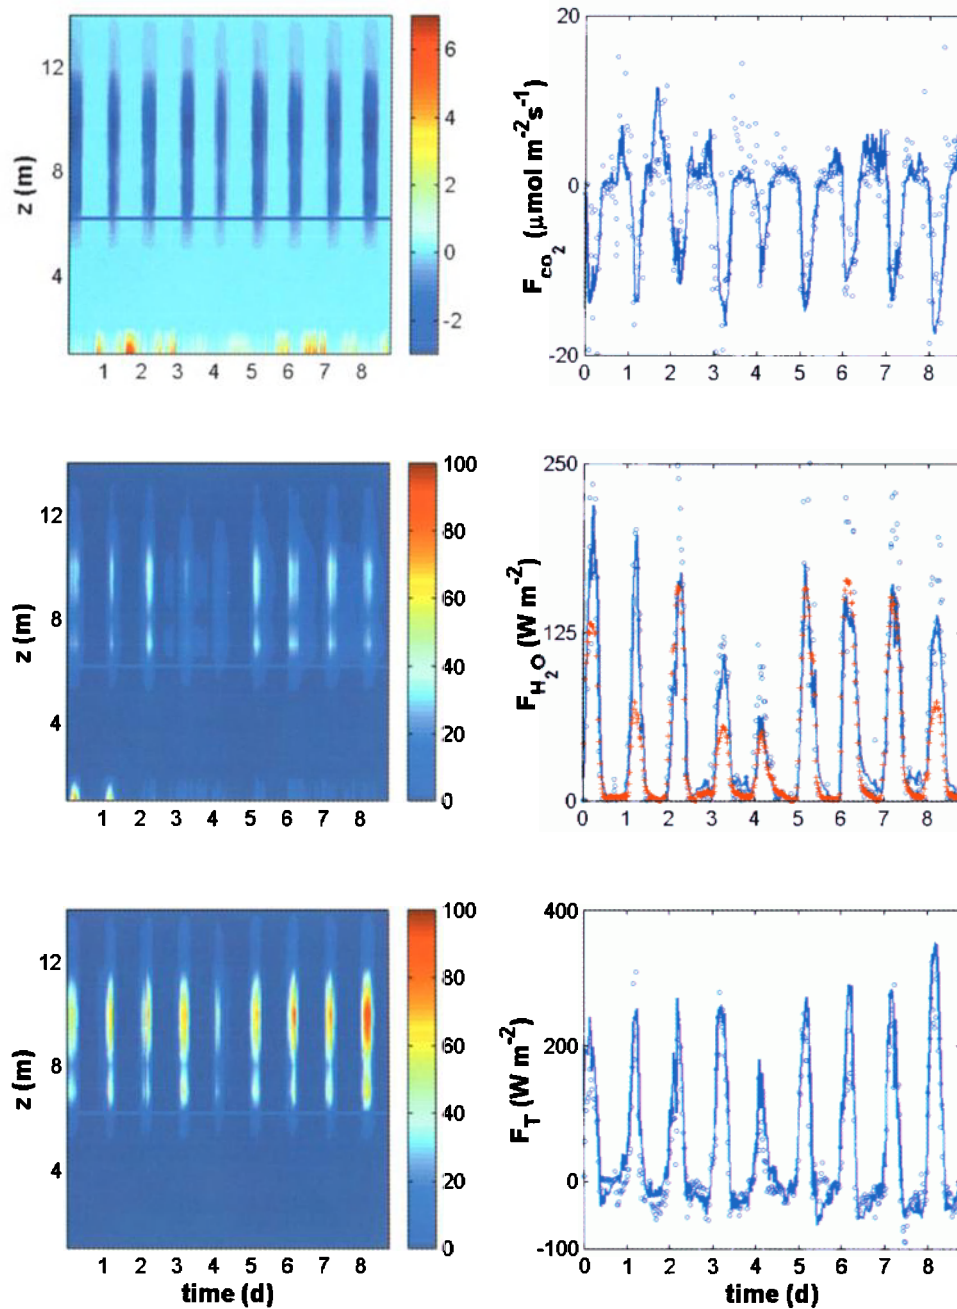 z (m)
12
8
4
1 2 3 4 5 6 7 8
6
4
2
0
-2
F_CO2 (μmol m^-2 s^-1)
20
0
-20
0 1 2 3 4 5 6 7 8
z (m)
12
8
4
1 2 3 4 5 6 7 8
100
80
60
40
20
0
F_H2O (W m^-2)
250
125
0
0 1 2 3 4 5 6 7 8
z (m)
12
8
4
1 2 3 4 5 6 7 8
time (d)
100
80
60
40
20
0
F_T (W m^-2)
400
200
0
-100
0 1 2 3 4 5 6 7 8
time (d)